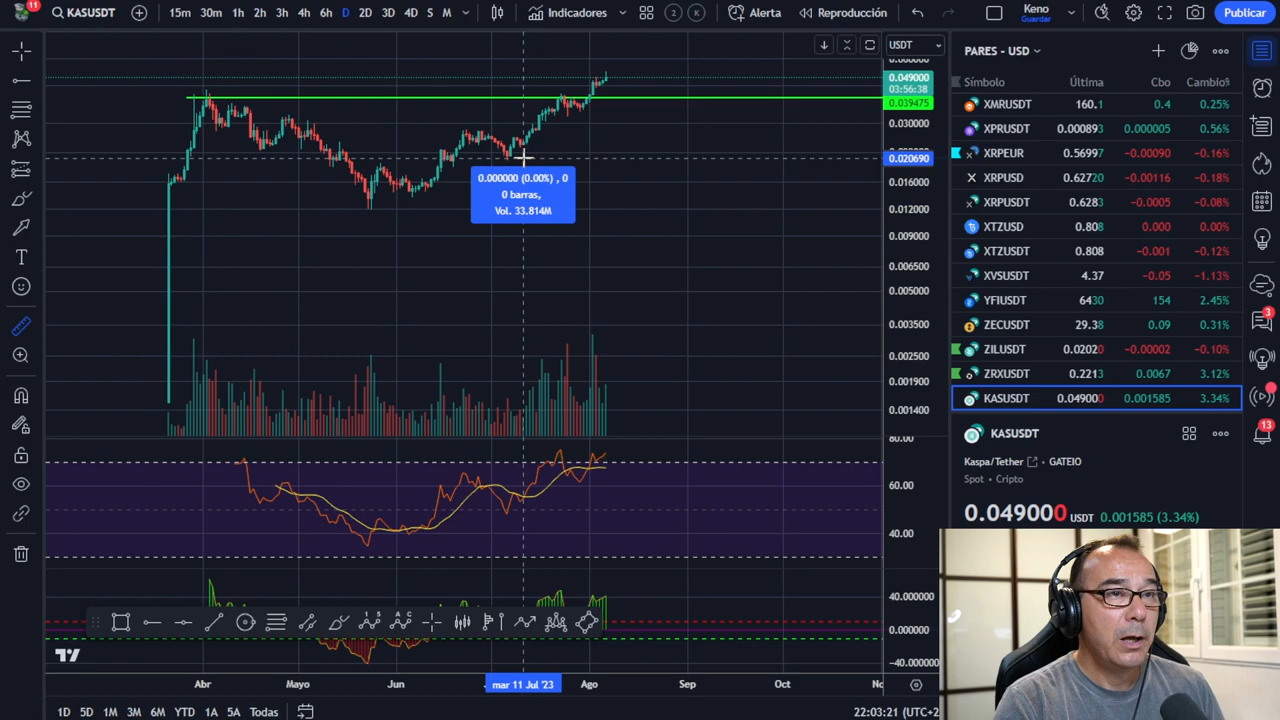 11
KASUSDT
15m 30m 1h 2h 3h 4h 6h D 2D 3D 4D S M
Indicadores
2 K
Alerta
Reproducción
Keno
Guardar
Publicar
USDT
0.049000
03:56:38
0.039475
0.030000
0.020690
0.016000
0.012000
0.009000
0.006500
0.005000
0.003500
0.002500
0.001900
0.001400
80.00
60.00
40.00
40.000000
0.000000
−40.000000
0.000000 (0.00%) , 0
0 barras,
Vol. 33.814M
Abr Mayo Jun mar 11 Jul '23 Ago Sep Oct
1D 5D 1M 3M 6M YTD 1A 5A Todas
22:03:21 (UTC+2
PARES - USD
Símbolo Última Cbo Cambio%
XMRUSDT 160.1 0.4 0.25%
XPRUSDT 0.000893 0.000005 0.56%
XRPEUR 0.56997 −0.00090 −0.16%
XRPUSD 0.62720 −0.00116 −0.18%
XRPUSDT 0.6283 −0.0005 −0.08%
XTZUSD 0.808 0.000 0.00%
XTZUSDT 0.808 −0.001 −0.12%
XVSUSDT 4.37 −0.05 −1.13%
YFIUSDT 6430 154 2.45%
ZECUSDT 29.38 0.09 0.31%
ZILUSDT 0.02020 −0.00002 −0.10%
ZRXUSDT 0.2213 0.0067 3.12%
KASUSDT 0.049000 0.001585 3.34%
KASUSDT
Kaspa/Tether • GATEIO
Spot • Cripto
0.049000 USDT 0.001585 (3.34%)
3
13